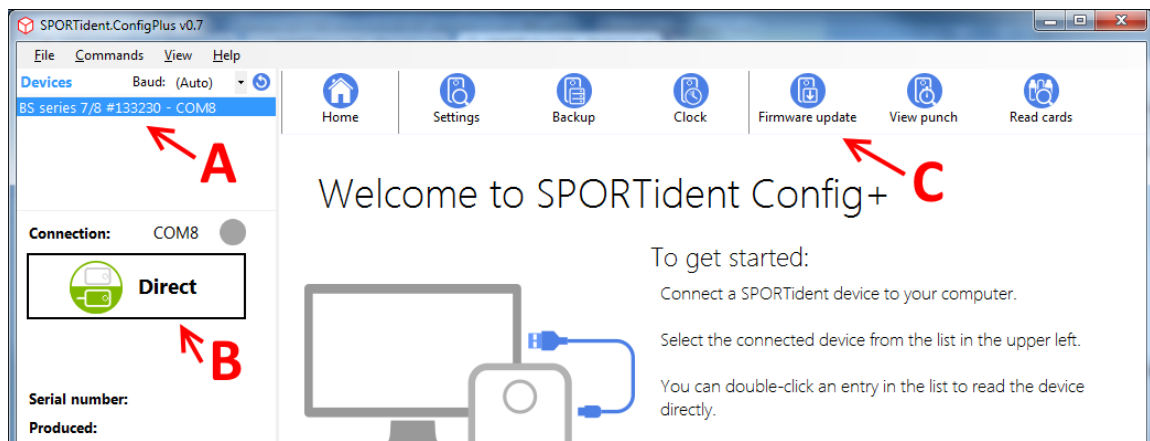 SPORTident.ConfigPlus v0.7
File Commands View Help
Devices Baud: (Auto)
BS series 7/8 #133230 - COM8
A
Home
Settings
Backup
Clock
Firmware update
View punch
Read cards
C
Welcome to SPORTident Config+
Connection: COM8
Direct
B
Serial number:
Produced:
To get started:
Connect a SPORTident device to your computer.
Select the connected device from the list in the upper left.
You can double-click an entry in the list to read the device
directly.